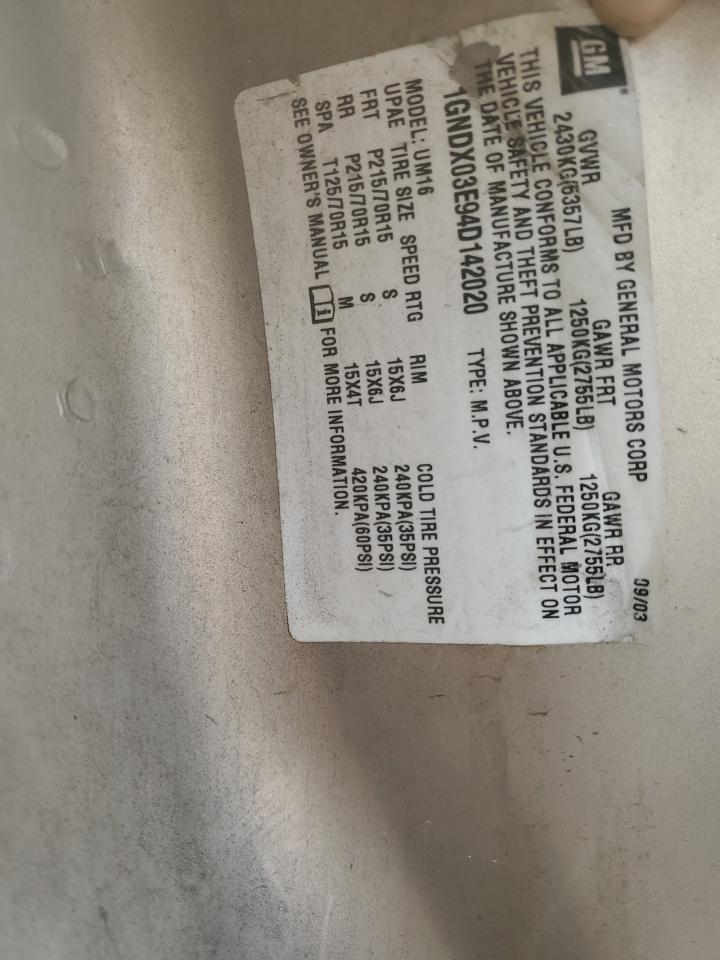 GM
MFD BY GENERAL MOTORS CORP 09/03
GVWR GAWR FRT GAWR RR
2430KG(5357LB) 1250KG(2755LB) 1250KG(2755LB)
THIS VEHICLE CONFORMS TO ALL APPLICABLE U.S. FEDERAL MOTOR
VEHICLE SAFETY AND THEFT PREVENTION STANDARDS IN EFFECT ON
THE DATE OF MANUFACTURE SHOWN ABOVE.
1GNDX03E94D142020 TYPE: M.P.V.
MODEL: UM16
UPAE TIRE SIZE SPEED RTG RIM COLD TIRE PRESSURE
FRT P215/70R15 S 15X6J 240KPA(35PSI)
RR P215/70R15 S 15X6J 240KPA(35PSI)
SPA T125/70R15 M 15X4T 420KPA(60PSI)
SEE OWNER'S MANUAL i FOR MORE INFORMATION.